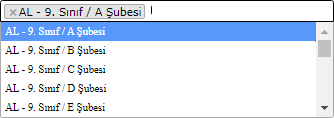 ×AL - 9. Sınıf / A Şubesi
AL - 9. Sınıf / A Şubesi
AL - 9. Sınıf / B Şubesi
AL - 9. Sınıf / C Şubesi
AL - 9. Sınıf / D Şubesi
AL - 9. Sınıf / E Şubesi